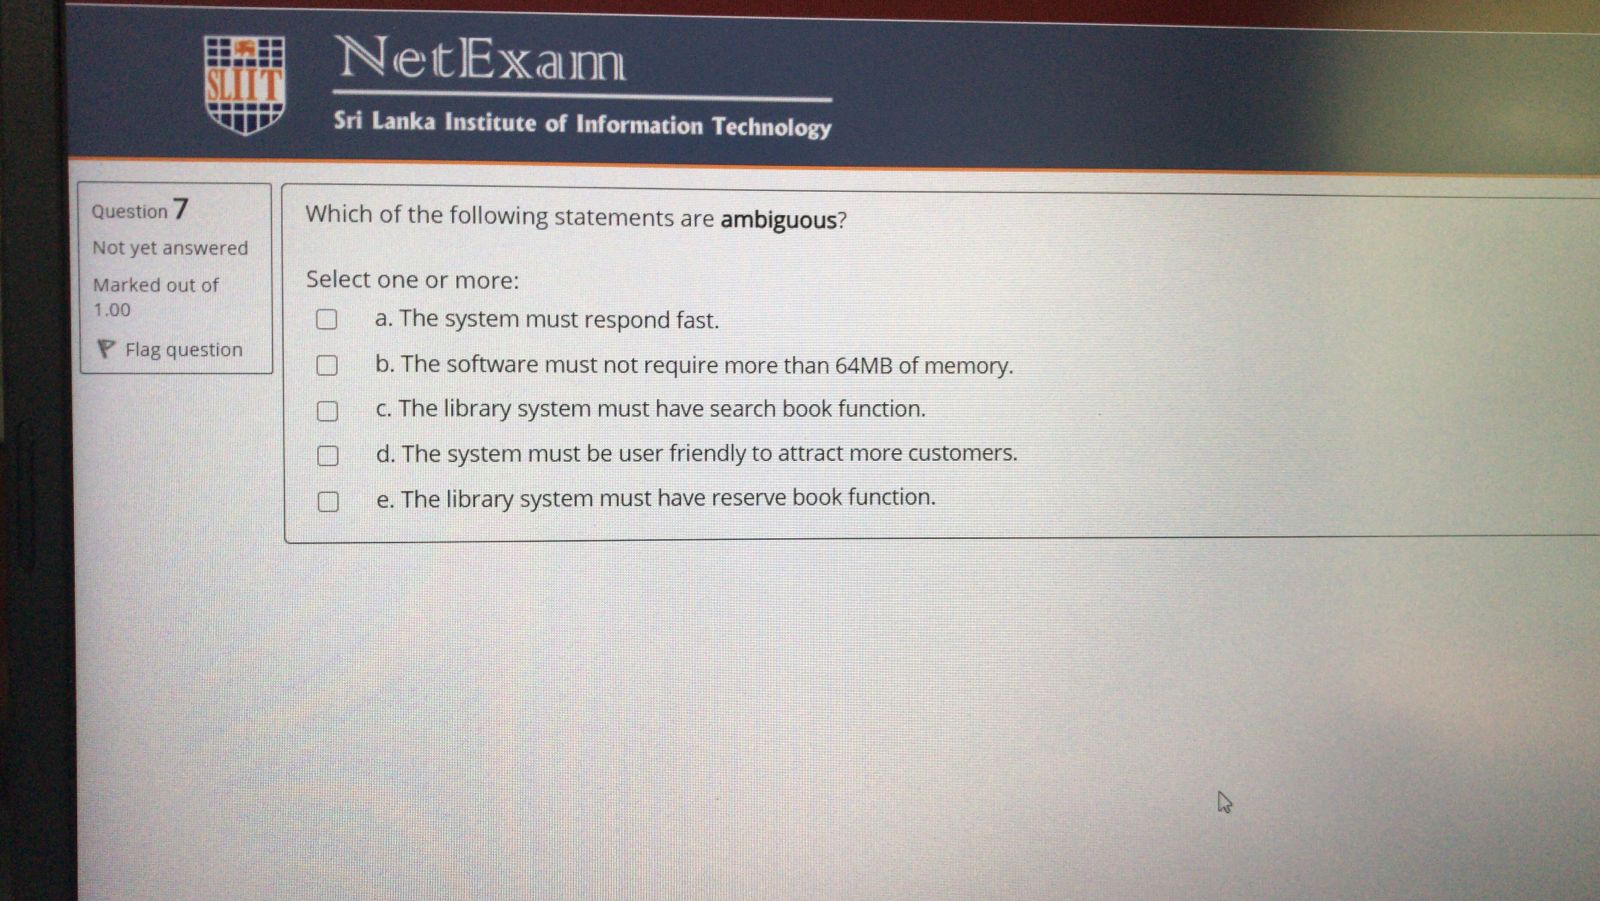 SLIIT
NetExam
Sri Lanka Institute of Information Technology
Question 7
Not yet answered
Marked out of
1.00
Flag question
Which of the following statements are ambiguous?
Select one or more:
a. The system must respond fast.
b. The software must not require more than 64MB of memory.
c. The library system must have search book function.
d. The system must be user friendly to attract more customers.
e. The library system must have reserve book function.